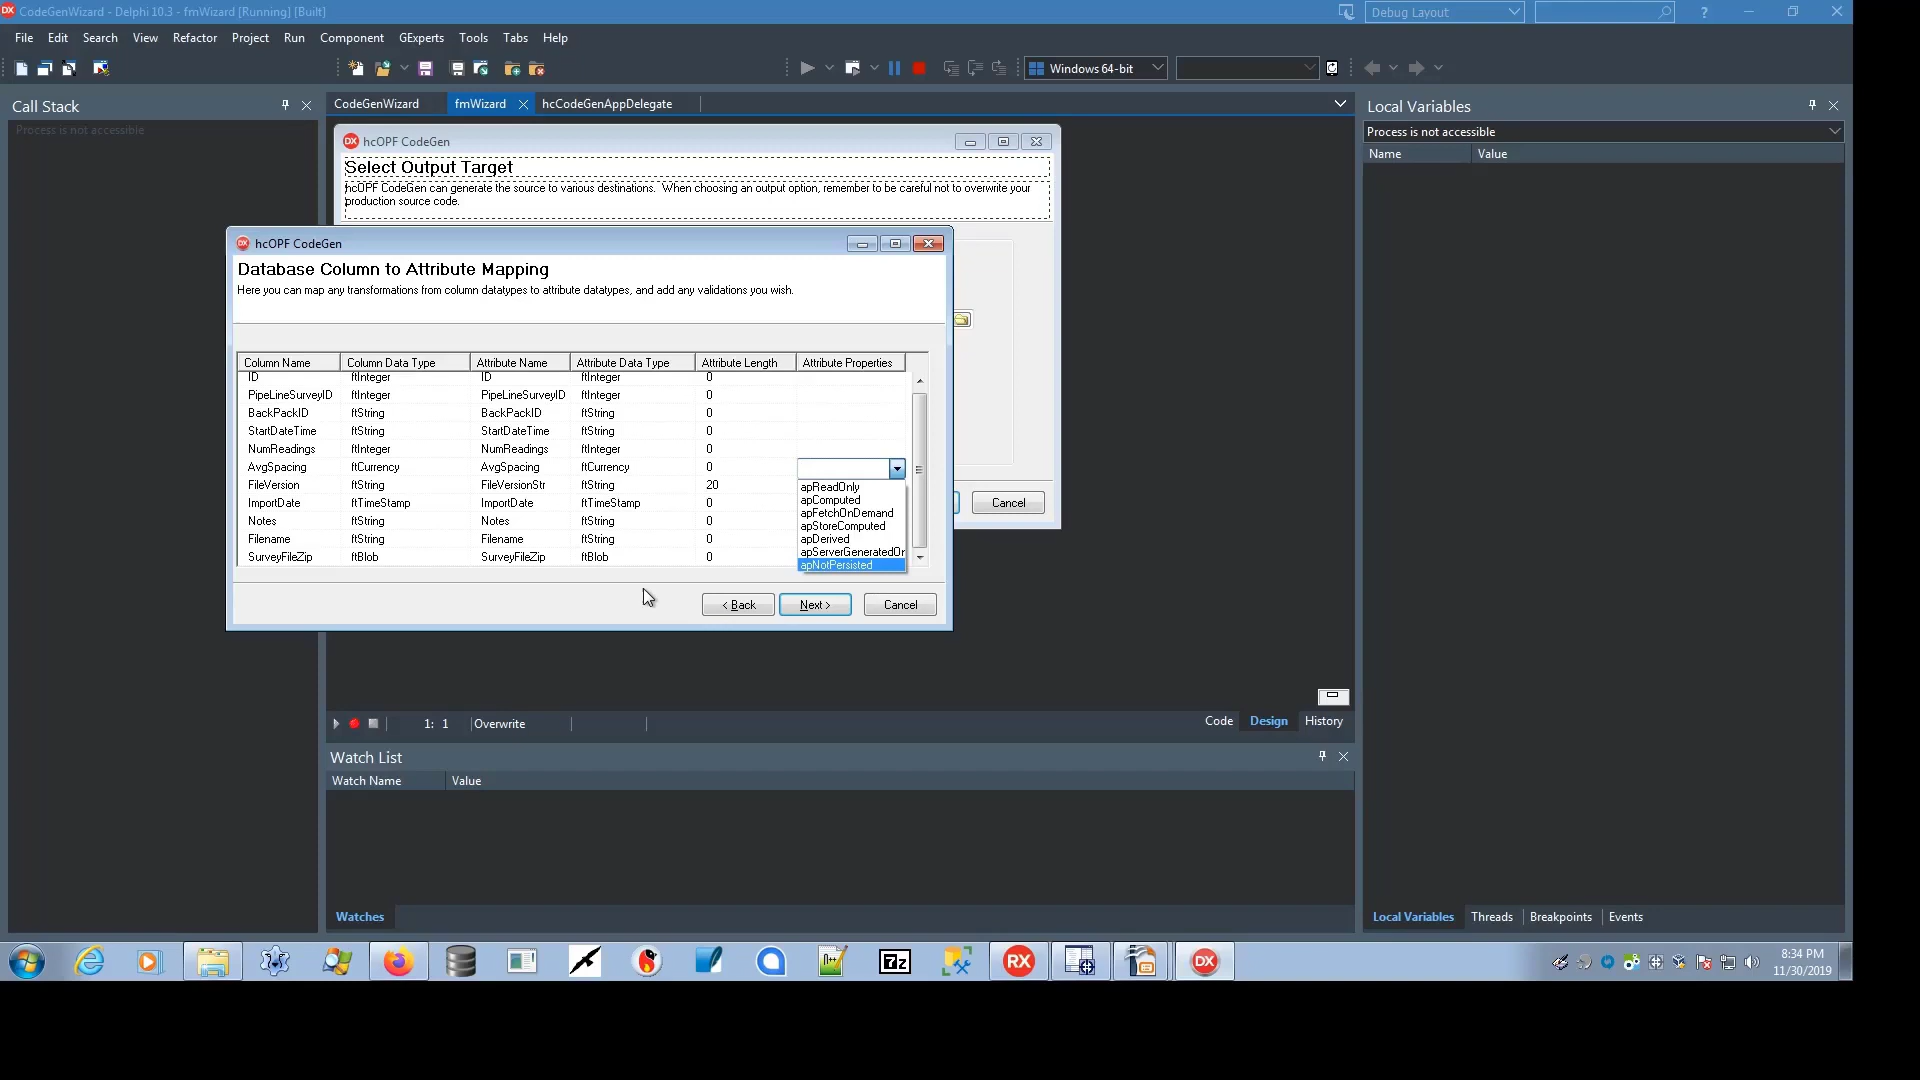 CodeGenWizard - Delphi 10.3 - fmWizard [Running] [Built]
Debug Layout
?
File Edit Search View Refactor Project Run Component GExperts Tools Tabs Help
Windows 64-bit
Call Stack
Process is not accessible
CodeGenWizard fmWizard hcCodeGenAppDelegate
Local Variables
Process is not accessible
Name Value
hcOPF CodeGen
Select Output Target
hcOPF CodeGen can generate the source to various destinations. When choosing an output option, remember to be careful not to overwrite your
production source code.
Cancel
hcOPF CodeGen
Database Column to Attribute Mapping
Here you can map any transformations from column datatypes to attribute datatypes, and add any validations you wish.
Column Name Column Data Type Attribute Name Attribute Data Type Attribute Length Attribute Properties
ID ftInteger ID ftInteger 0
PipeLineSurveyID ftInteger PipeLineSurveyID ftInteger 0
BackPackID ftString BackPackID ftString 0
StartDateTime ftString StartDateTime ftString 0
NumReadings ftInteger NumReadings ftInteger 0
AvgSpacing ftCurrency AvgSpacing ftCurrency 0
FileVersion ftString FileVersionStr ftString 20
ImportDate ftTimeStamp ImportDate ftTimeStamp 0
Notes ftString Notes ftString 0
Filename ftString Filename ftString 0
SurveyFileZip ftBlob SurveyFileZip ftBlob 0
apReadOnly
apComputed
apFetchOnDemand
apStoreComputed
apDerived
apServerGeneratedOr
apNotPersisted
< Back Next > Cancel
1: 1 Overwrite
Code Design History
Watch List
Watch Name Value
Watches
Local Variables Threads Breakpoints Events
DX
RX
7z
8:34 PM
11/30/2019